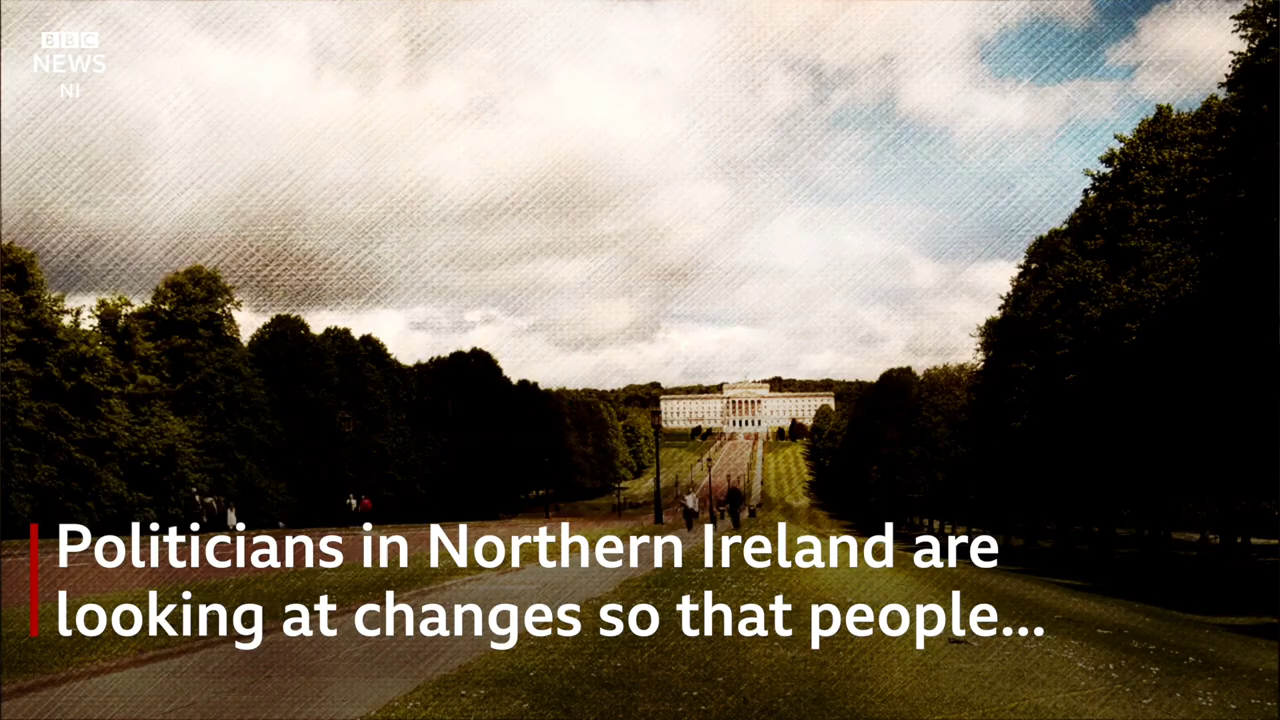 BBC
NEWS
NI
Politicians in Northern Ireland are
looking at changes so that people...